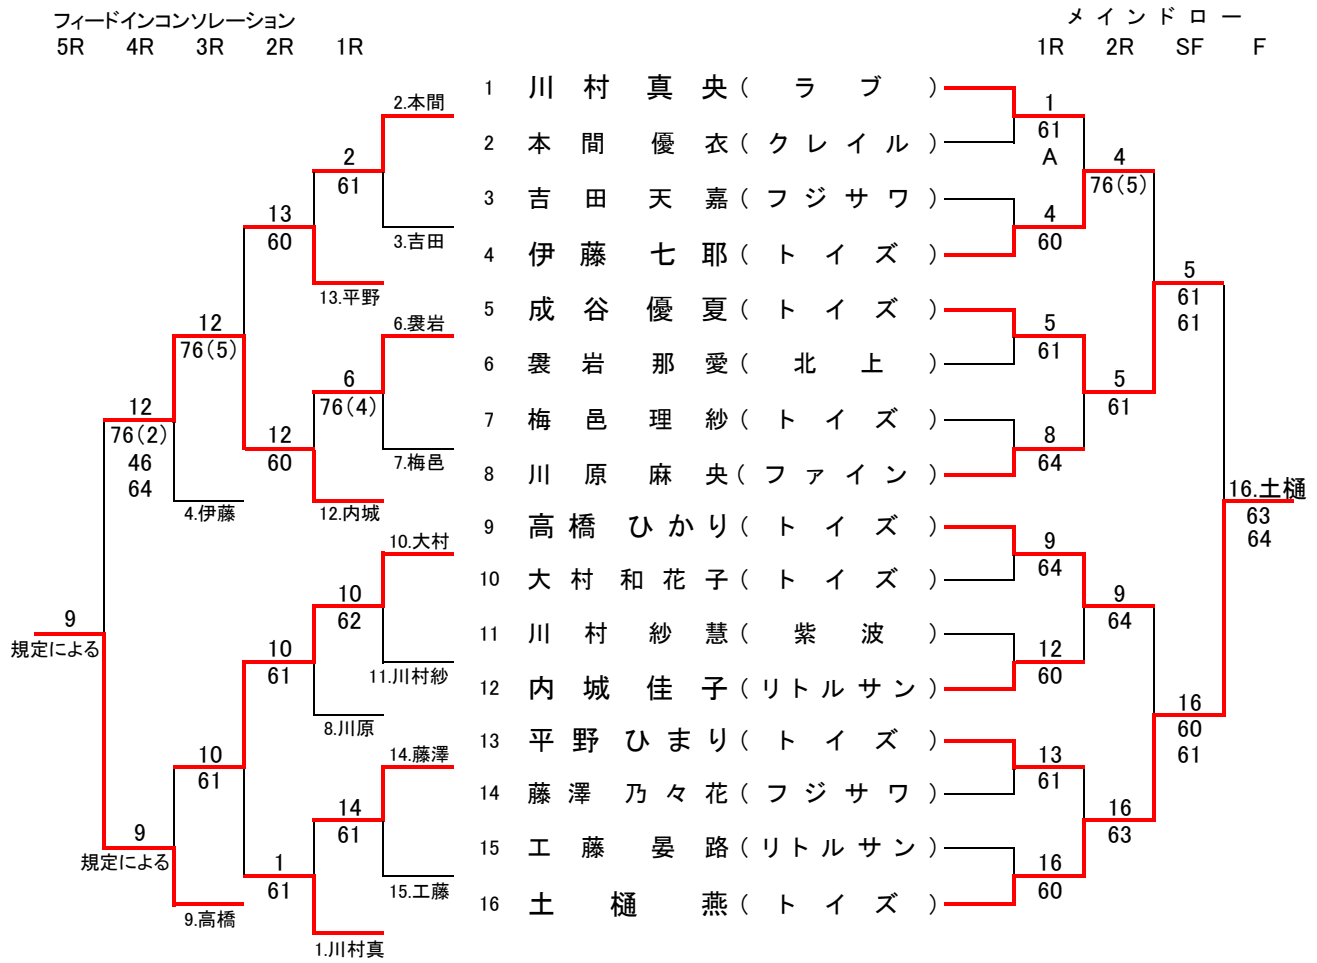 フィードインコンソレーション
メインドロー
5R 4R 3R 2R 1R
1R 2R SF F
1 川村真央(ラブ)
2 本間優衣(クレイル)
3 吉田天嘉(フジサワ)
4 伊藤七耶(トイズ)
5 成谷優夏(トイズ)
6 袰岩那愛(北上)
7 梅邑理紗(トイズ)
8 川原麻央(ファイン)
9 高橋ひかり(トイズ)
10 大村和花子(トイズ)
11 川村紗慧(紫波)
12 内城佳子(リトルサン)
13 平野ひまり(トイズ)
14 藤澤乃々花(フジサワ)
15 工藤晏路(リトルサン)
16 土樋燕(トイズ)
2.本間
3.吉田
6.袰岩
7.梅邑
10.大村
11.川村紗
14.藤澤
15.工藤
2
61
13.平野
6
76(4)
12.内城
10
62
8.川原
14
61
1.川村真
13
60
12
60
10
61
1
61
12
76(5)
4.伊藤
10
61
9.高橋
12
76(2)
46
64
9
規定による
9
規定による
1
61
A
4
60
5
61
8
64
9
64
12
60
13
61
16
60
4
76(5)
5
61
9
64
16
63
5
61
61
16
60
61
16.土樋
63
64